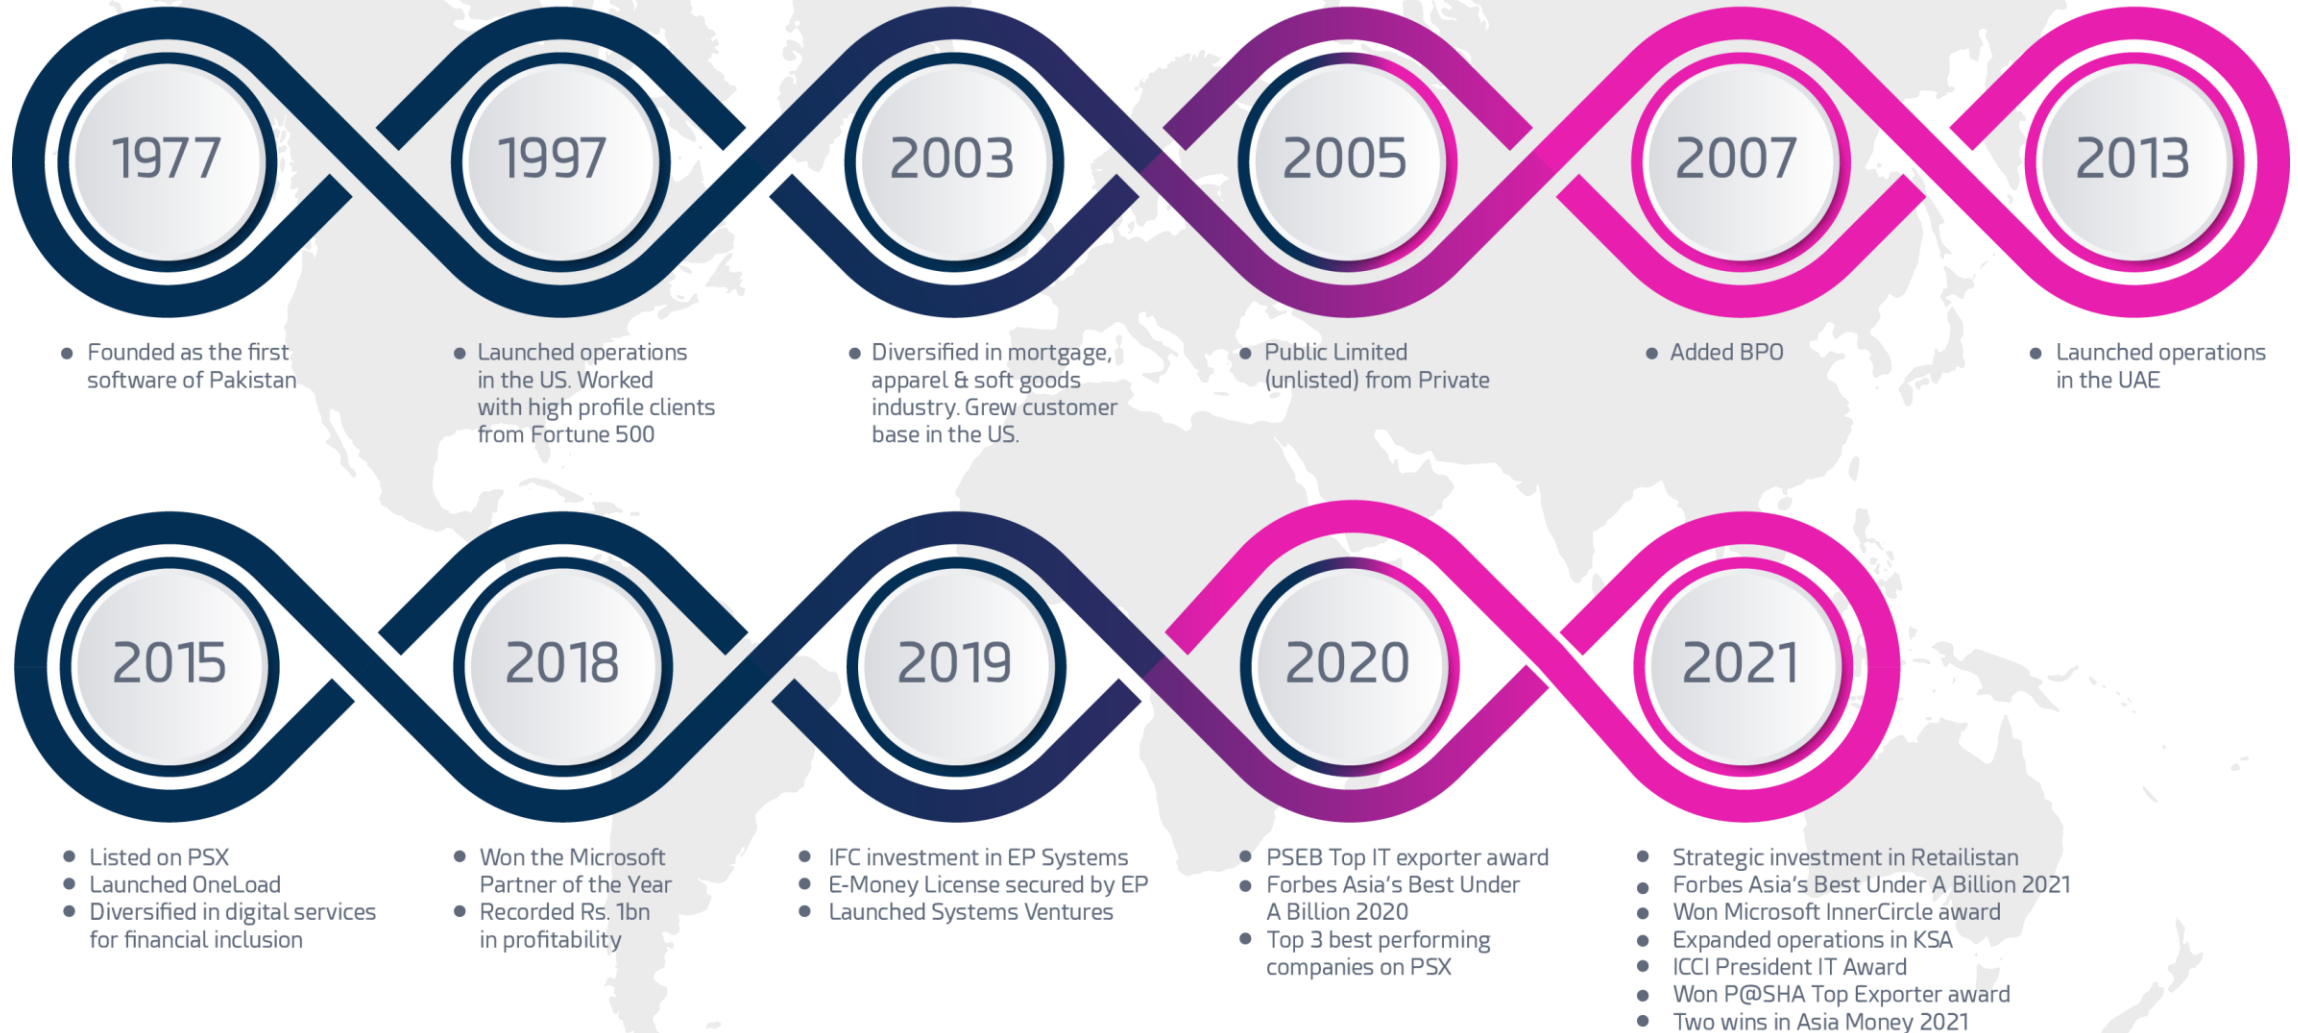 1977
1997
2003
2005
2007
2013
● Founded as the first
software of Pakistan
● Launched operations
in the US. Worked
with high profile clients
from Fortune 500
● Diversified in mortgage,
apparel & soft goods
industry. Grew customer
base in the US.
● Public Limited
(unlisted) from Private
● Added BPO
● Launched operations
in the UAE
2015
2018
2019
2020
2021
● Listed on PSX
● Launched OneLoad
● Diversified in digital services
for financial inclusion
● Won the Microsoft
Partner of the Year
● Recorded Rs. 1bn
in profitability
● IFC investment in EP Systems
● E-Money License secured by EP
● Launched Systems Ventures
● PSEB Top IT exporter award
● Forbes Asia's Best Under
A Billion 2020
● Top 3 best performing
companies on PSX
● Strategic investment in Retailistan
● Forbes Asia's Best Under A Billion 2021
● Won Microsoft InnerCircle award
● Expanded operations in KSA
● ICCI President IT Award
● Won P@SHA Top Exporter award
● Two wins in Asia Money 2021